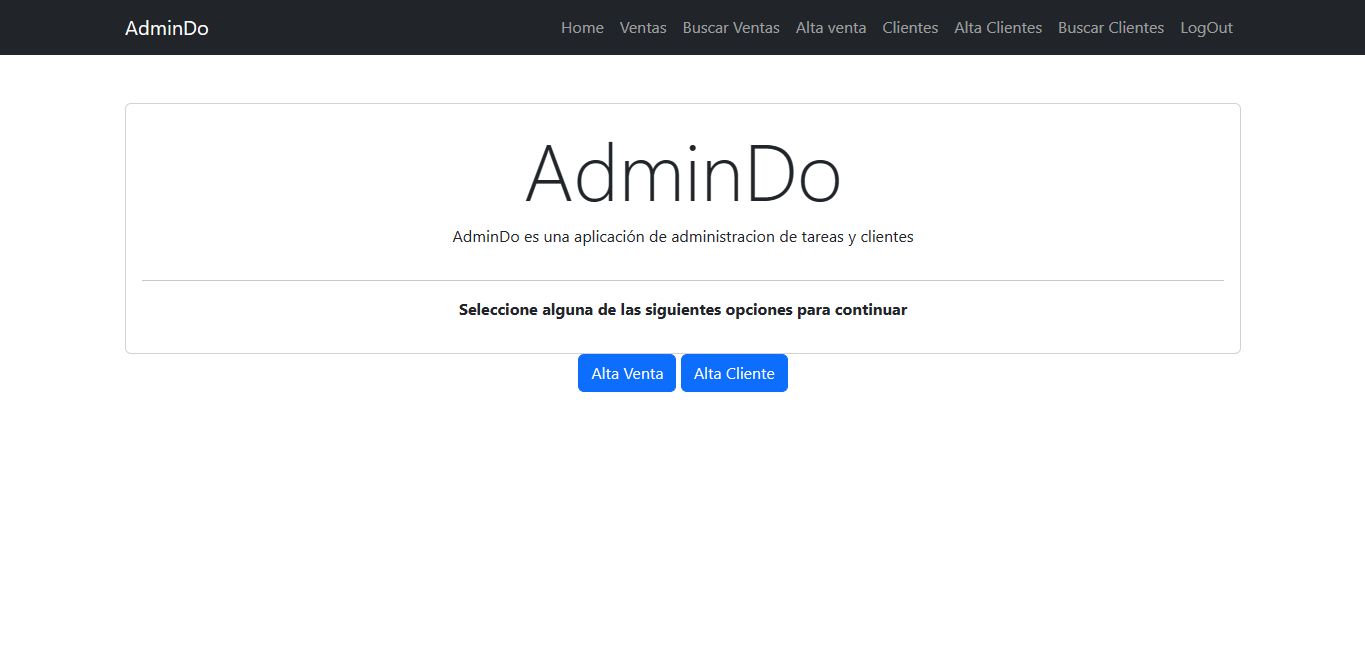 AdminDo Home Ventas Buscar Ventas Alta venta Clientes Alta Clientes Buscar Clientes LogOut
AdminDo
AdminDo es una aplicación de administracion de tareas y clientes
Seleccione alguna de las siguientes opciones para continuar
Alta Venta Alta Cliente